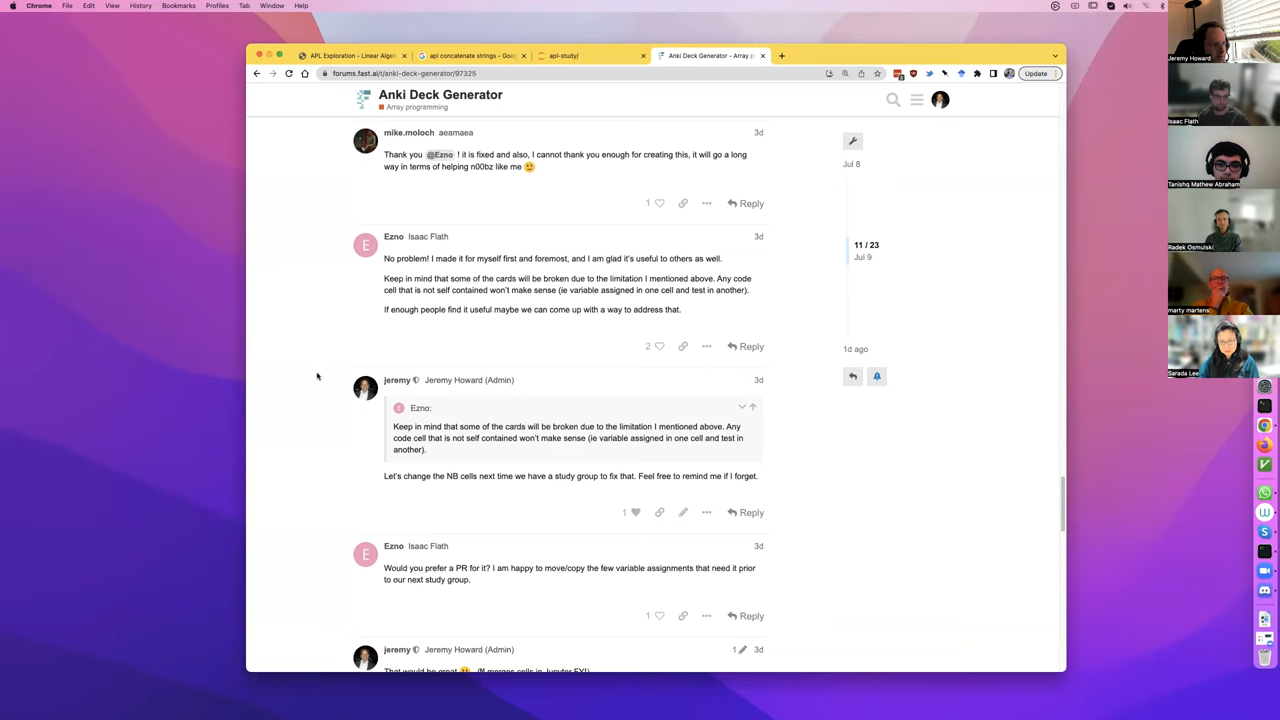 Chrome File Edit View History Bookmarks Profiles Tab Window Help
APL Exploration – Linear Alge
apl concatenate strings – Goo
apl-study/
Anki Deck Generator - Array p
forums.fast.ai/t/anki-deck-generator/97325
Update
Anki Deck Generator
Array programming
mike.moloch aeamaea 3d
Thank you @Ezno ! it is fixed and also, I cannot thank you enough for creating this, it will go a long
way in terms of helping n00bz like me
1 Reply
Ezno Isaac Flath 3d
No problem! I made it for myself first and foremost, and I am glad it's useful to others as well.
Keep in mind that some of the cards will be broken due to the limitation I mentioned above. Any code
cell that is not self contained won't make sense (ie variable assigned in one cell and test in another).
If enough people find it useful maybe we can come up with a way to address that.
2 Reply
jeremy Jeremy Howard (Admin) 3d
E Ezno:
Keep in mind that some of the cards will be broken due to the limitation I mentioned above. Any
code cell that is not self contained won't make sense (ie variable assigned in one cell and test in
another).
Let's change the NB cells next time we have a study group to fix that. Feel free to remind me if I forget.
1 Reply
E
Ezno Isaac Flath 3d
Would you prefer a PR for it? I am happy to move/copy the few variable assignments that need it prior
to our next study group.
1 Reply
E
jeremy Jeremy Howard (Admin) 1 3d
Jul 8
11 / 23
Jul 9
1d ago
Jeremy Howard
Isaac Flath
Tanishq Mathew Abraham
Radek Osmulski
marty martens
Sarada Lee